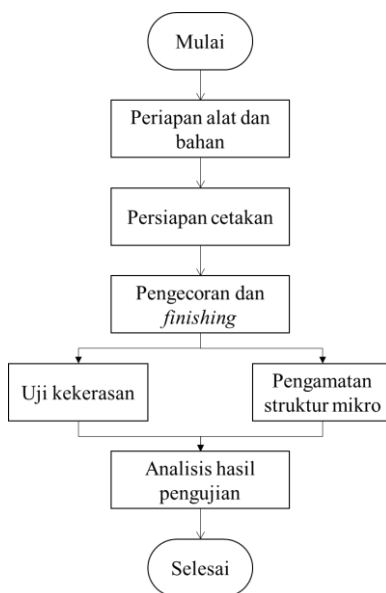 Mulai
Periapan alat dan
bahan
Persiapan cetakan
Pengecoran dan
finishing
Uji kekerasan
Pengamatan
struktur mikro
Analisis hasil
pengujian
Selesai